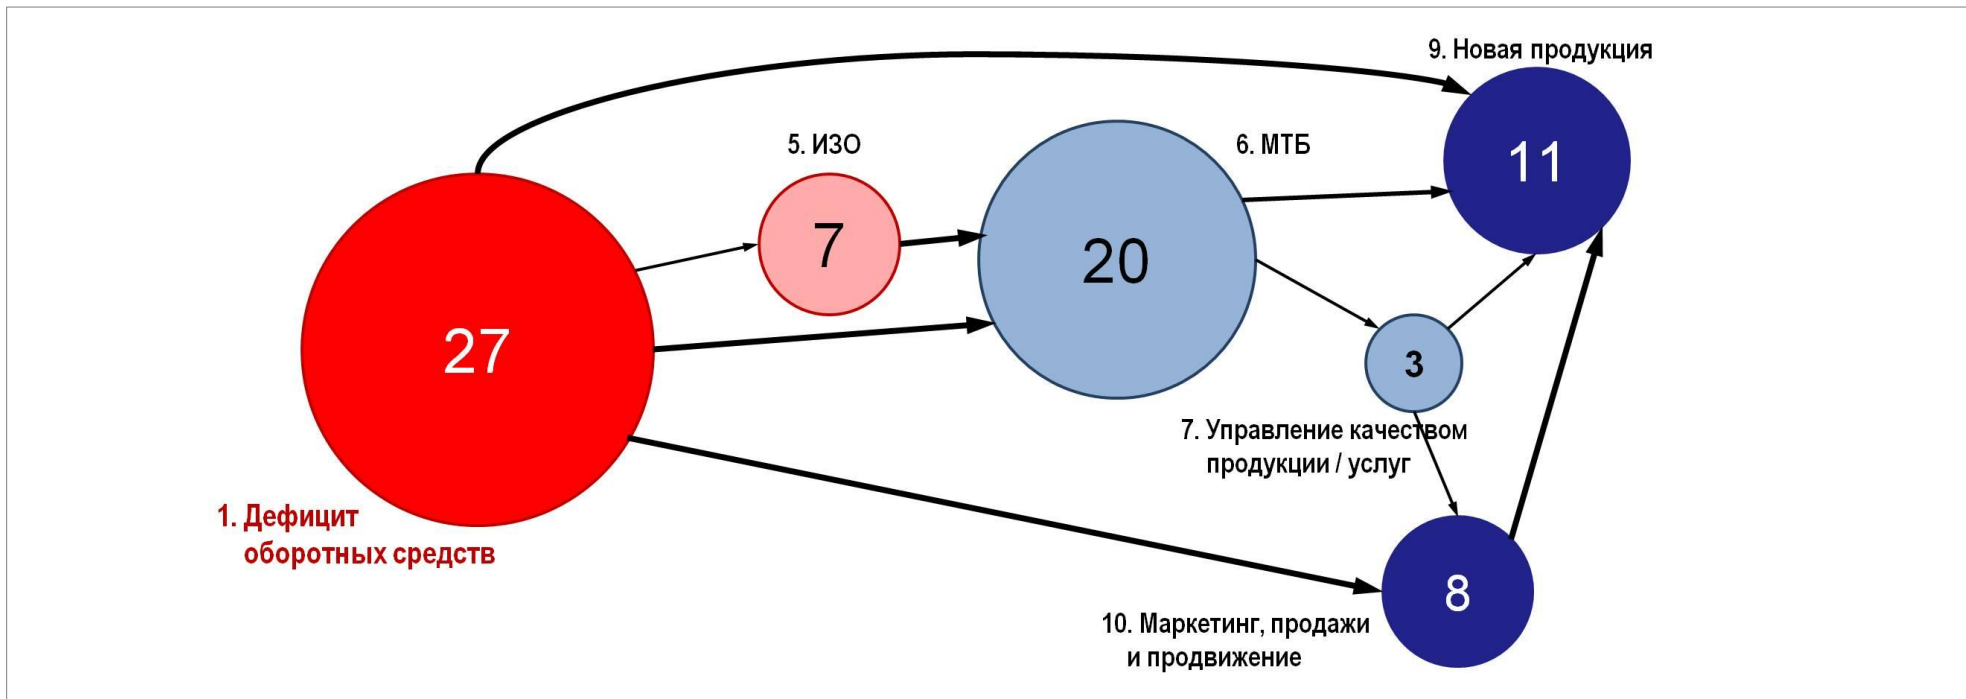 9. Новая продукция
11
5. ИЗО
6. МТБ
7
20
27
3
7. Управление качеством
продукции / услуг
1. Дефицит
оборотных средств
8
10. Маркетинг, продажи
и продвижение